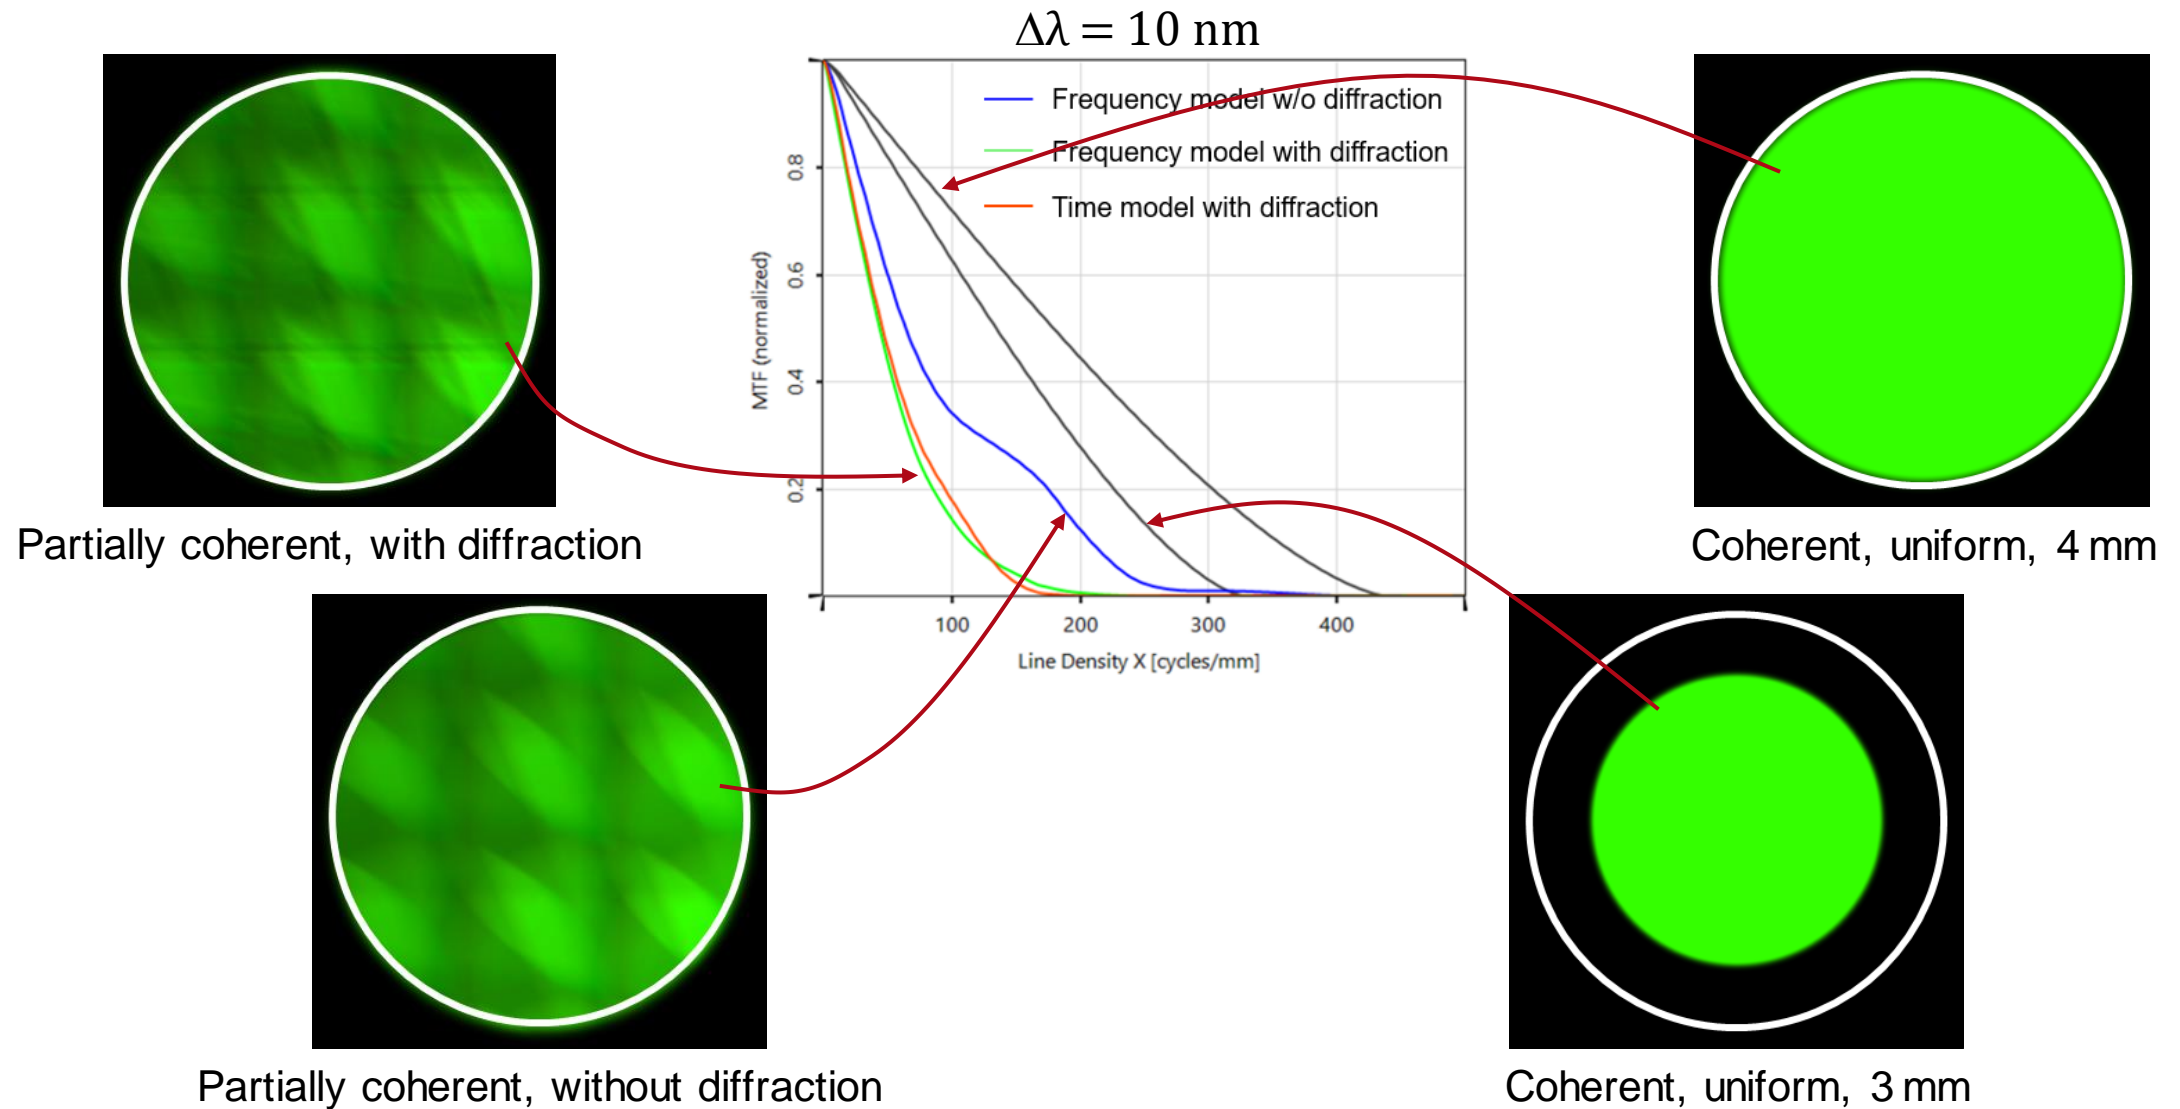 Δλ = 10 nm
Frequency model w/o diffraction
Frequency model with diffraction
Time model with diffraction
MTF (normalized)
0.8
0.6
0.4
0.2
100 200 300 400
Line Density X [cycles/mm]
Partially coherent, with diffraction
Coherent, uniform, 4 mm
Partially coherent, without diffraction
Coherent, uniform, 3 mm